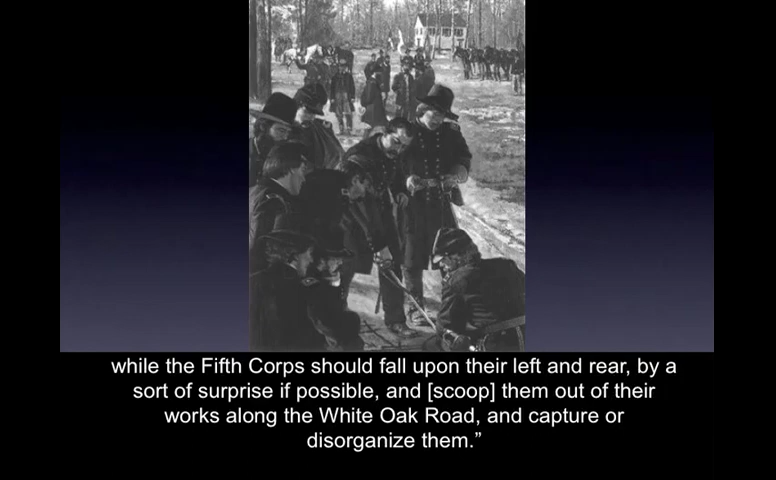 while the Fifth Corps should fall upon their left and rear, by a
sort of surprise if possible, and [scoop] them out of their
works along the White Oak Road, and capture or
disorganize them.”